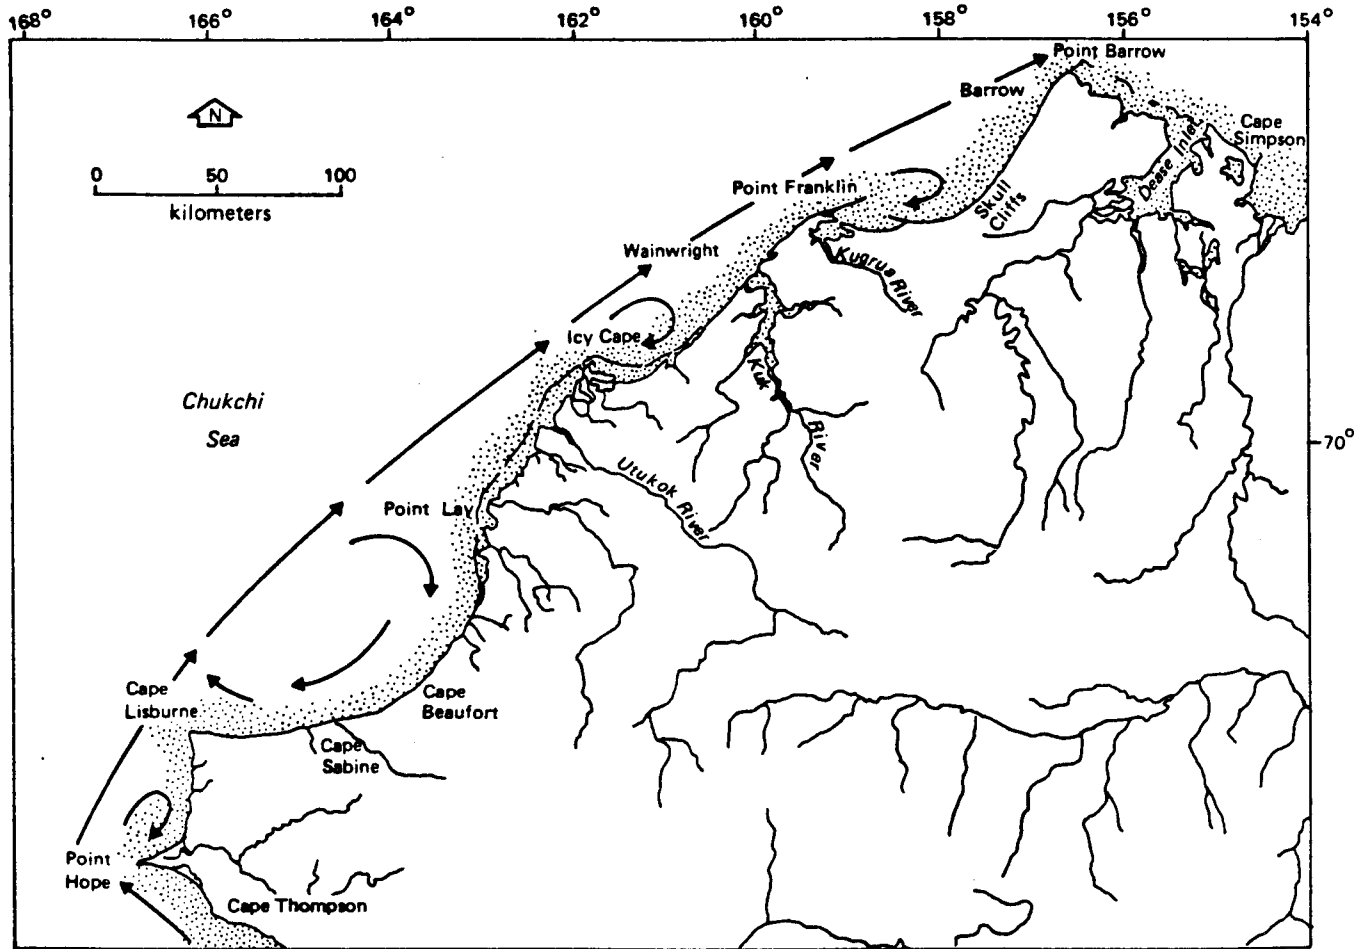 168° 166° 164° 162° 160° 158° 156° 154°
Point Barrow
Barrow
N
Cape
Simpson
Dease Inlet
0 50 100
kilometers
Point Franklin
Skull
Cliffs
Wainwright
Kugrua River
Icy Cape
Kuk
River
Chukchi
Sea
70°
Utukok River
Point Lay
Cape
Lisburne
Cape
Beaufort
Cape
Sabine
Point
Hope
Cape Thompson